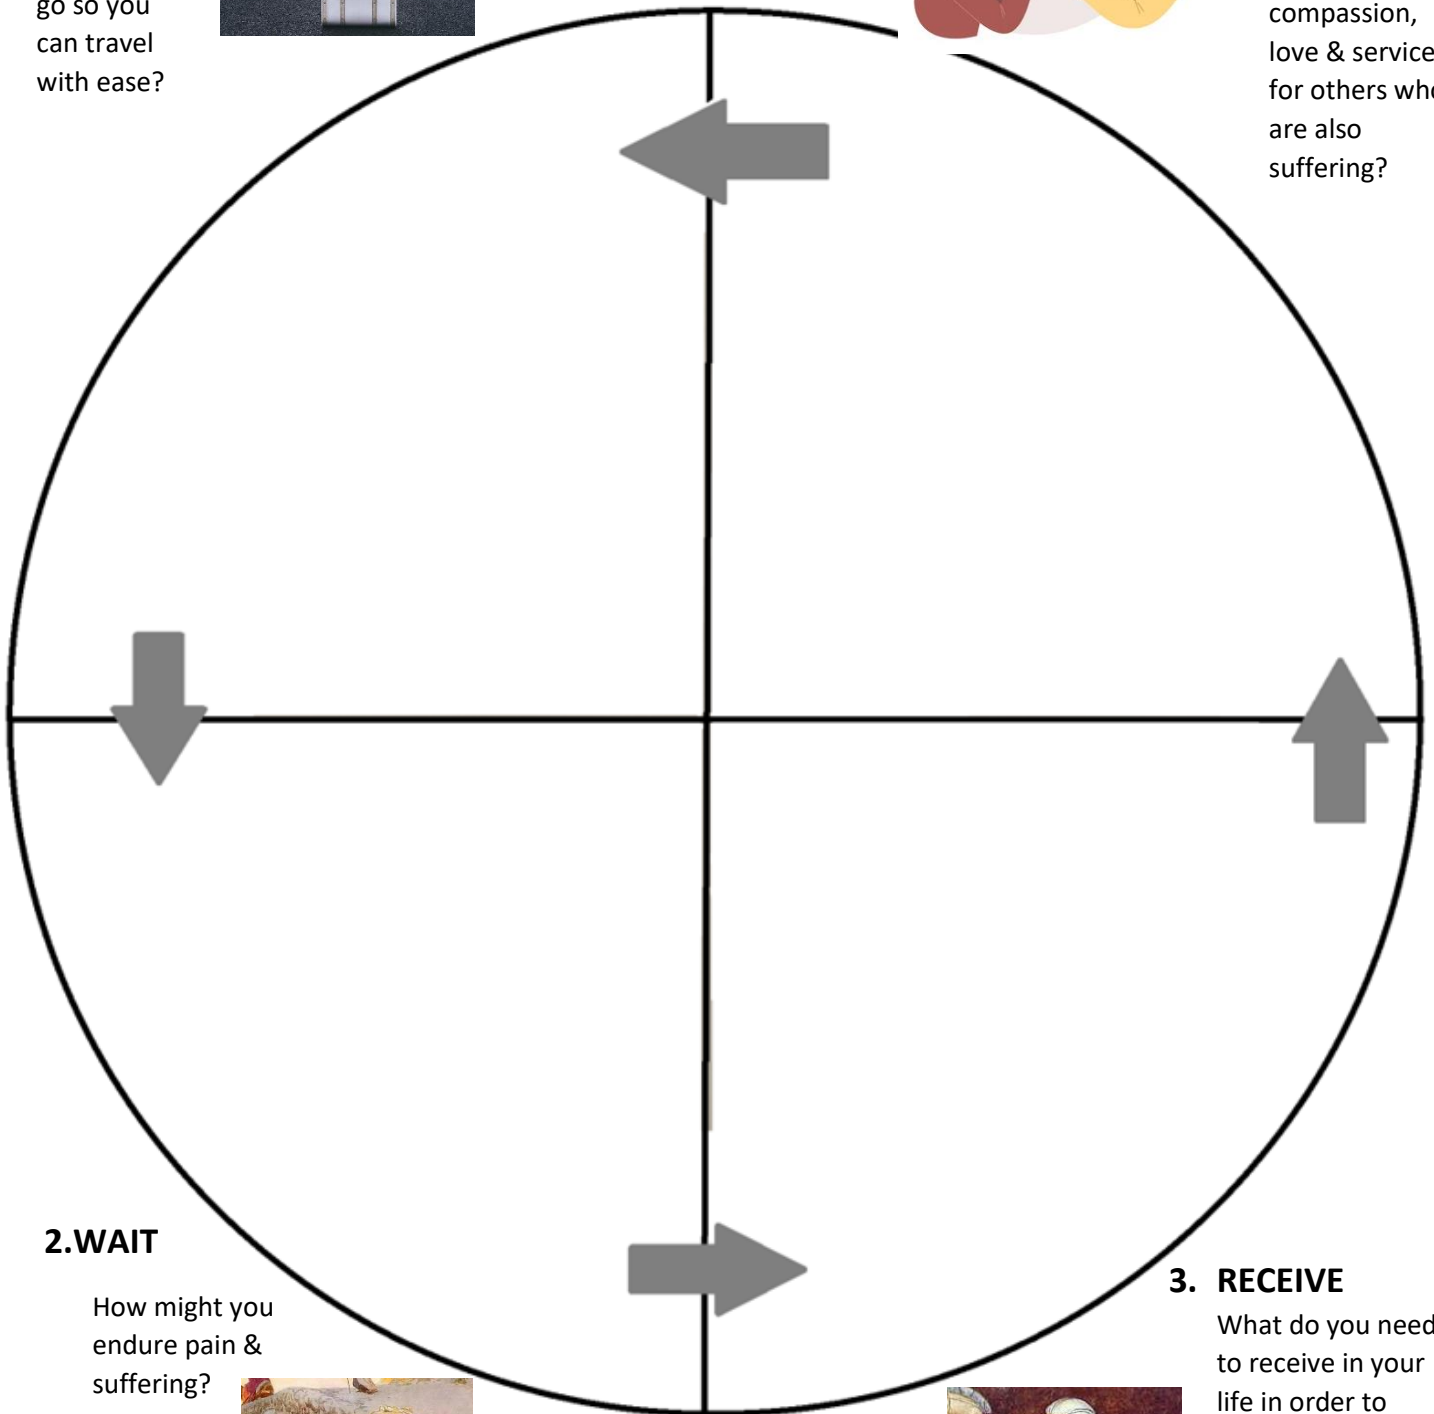 go so you
can travel
with ease?
compassion,
love & service
for others who
are also
suffering?
2.WAIT
How might you
endure pain &
suffering?
3. RECEIVE
What do you need
to receive in your
life in order to